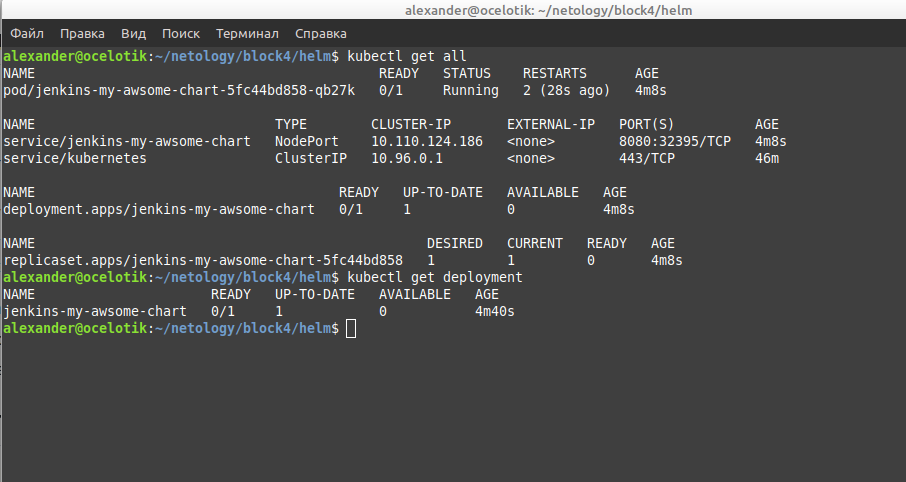 alexander@ocelotik: ~/netology/block4/helm
Файл Правка Вид Поиск Терминал Справка
alexander@ocelotik:~/netology/block4/helm$ kubectl get all
NAME READY STATUS RESTARTS AGE
pod/jenkins-my-awsome-chart-5fc44bd858-qb27k 0/1 Running 2 (28s ago) 4m8s
NAME TYPE CLUSTER-IP EXTERNAL-IP PORT(S) AGE
service/jenkins-my-awsome-chart NodePort 10.110.124.186 <none> 8080:32395/TCP 4m8s
service/kubernetes ClusterIP 10.96.0.1 <none> 443/TCP 46m
NAME READY UP-TO-DATE AVAILABLE AGE
deployment.apps/jenkins-my-awsome-chart 0/1 1 0 4m8s
NAME DESIRED CURRENT READY AGE
replicaset.apps/jenkins-my-awsome-chart-5fc44bd858 1 1 0 4m8s
alexander@ocelotik:~/netology/block4/helm$ kubectl get deployment
NAME READY UP-TO-DATE AVAILABLE AGE
jenkins-my-awsome-chart 0/1 1 0 4m40s
alexander@ocelotik:~/netology/block4/helm$